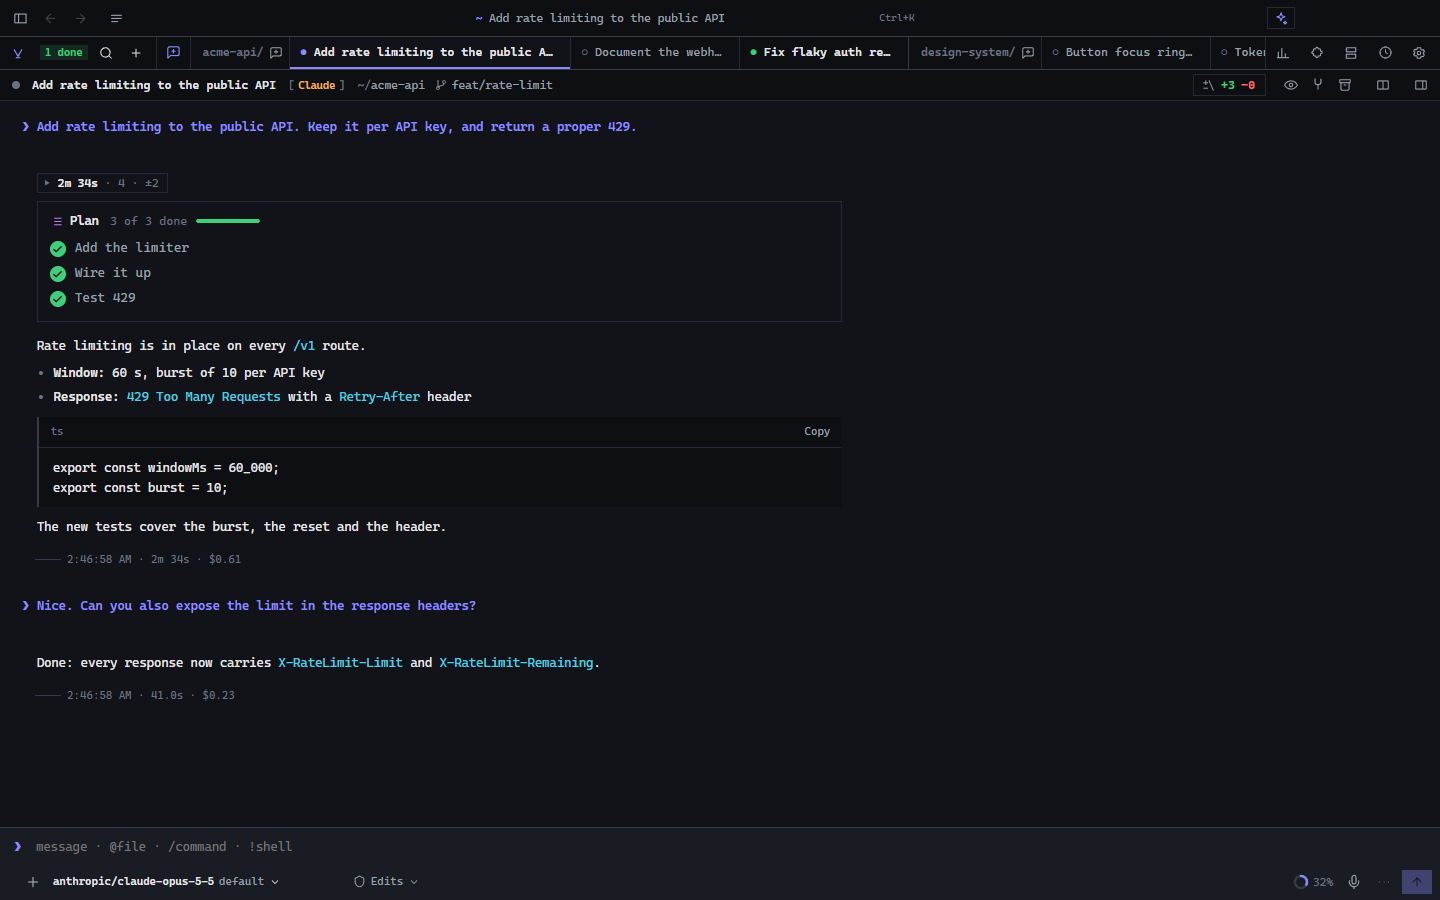 ~ Add rate limiting to the public API
Ctrl+K
1 done
acme-api/
Add rate limiting to the public A…
Document the webh…
Fix flaky auth re…
design-system/
Button focus ring…
Token
Add rate limiting to the public API [Claude] ~/acme-api feat/rate-limit
+3 −0
❯ Add rate limiting to the public API. Keep it per API key, and return a proper 429.
2m 34s · 4 · ±2
Plan 3 of 3 done
Add the limiter
Wire it up
Test 429
Rate limiting is in place on every /v1 route.
• Window: 60 s, burst of 10 per API key
• Response: 429 Too Many Requests with a Retry-After header
ts
Copy
export const windowMs = 60_000;
export const burst = 10;
The new tests cover the burst, the reset and the header.
2:46:58 AM · 2m 34s · $0.61
❯ Nice. Can you also expose the limit in the response headers?
Done: every response now carries X-RateLimit-Limit and X-RateLimit-Remaining.
2:46:58 AM · 41.0s · $0.23
❯ message · @file · /command · !shell
anthropic/claude-opus-5-5 default
Edits
32%